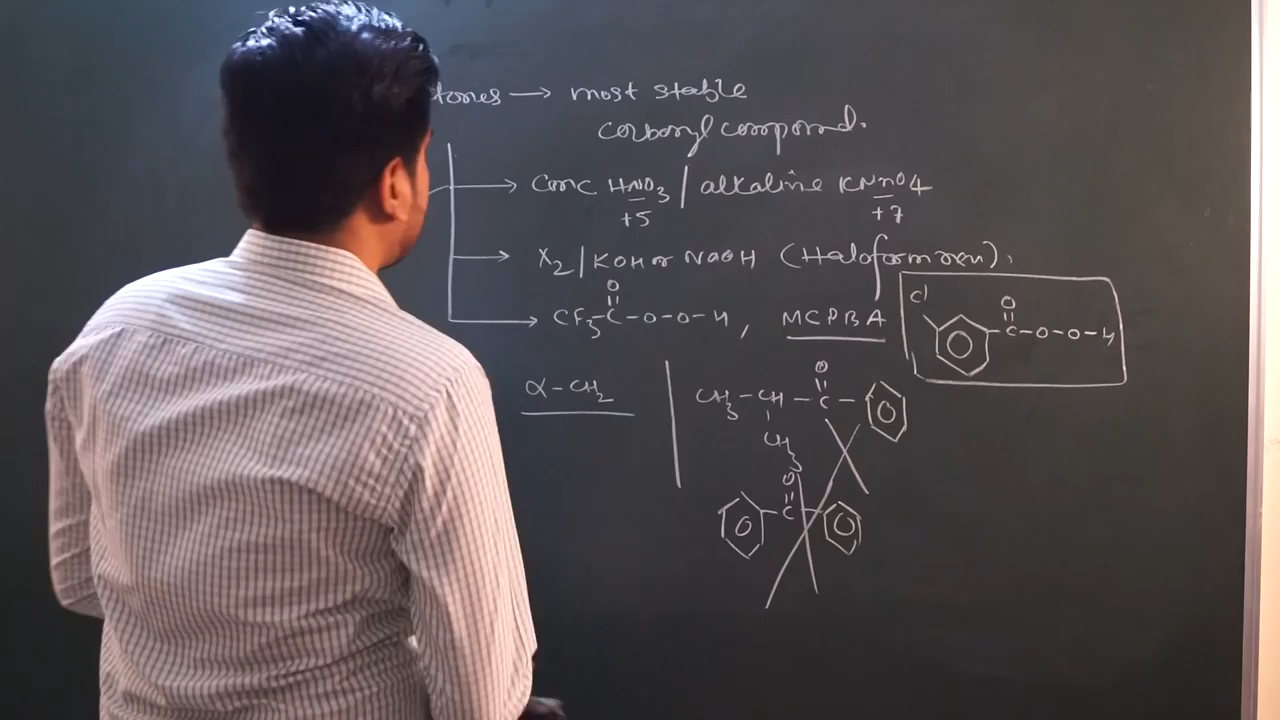 tones → most stable
carbonyl compound.
→ Conc HNO3 / alkaline KMnO4
+5 +7
→ X2 / KOH or NaOH (Haloform rxn).
O
→ CF3-C-O-O-H, MCPBA
Cl
O
C-O-O-H
α-CH2
O
CH3-CH-C-
CH3
O
C